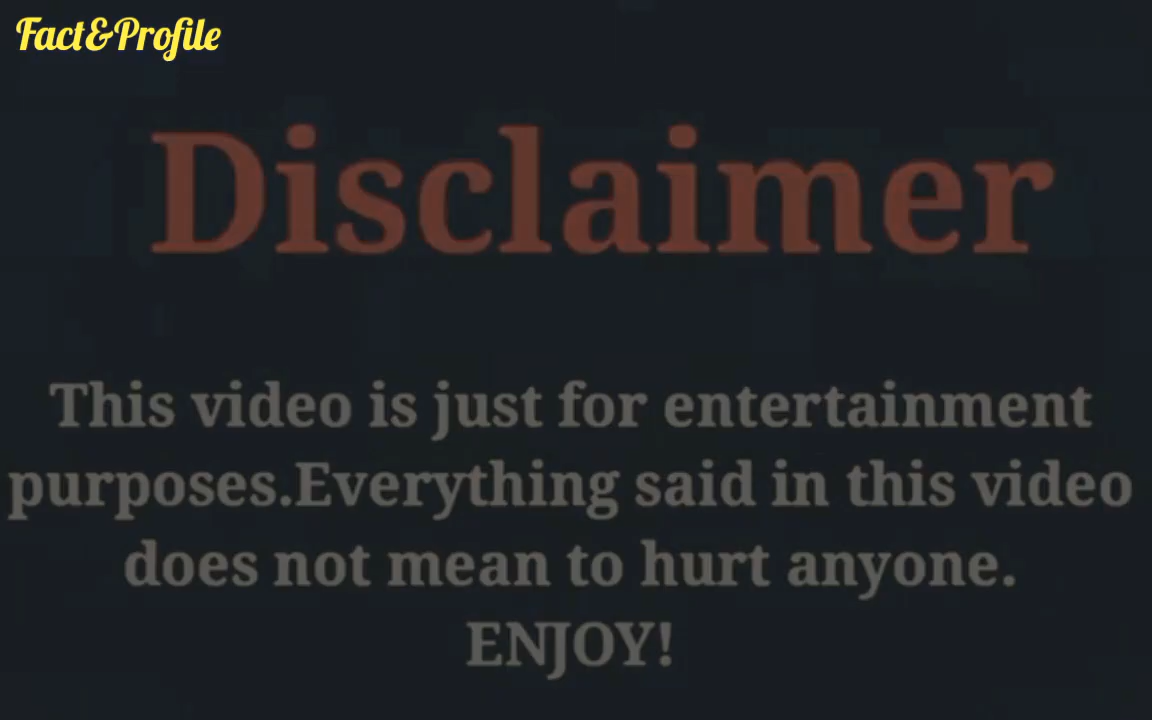 Fact&Profile
Disclaimer
This video is just for entertainment
purposes.Everything said in this video
does not mean to hurt anyone.
ENJOY!